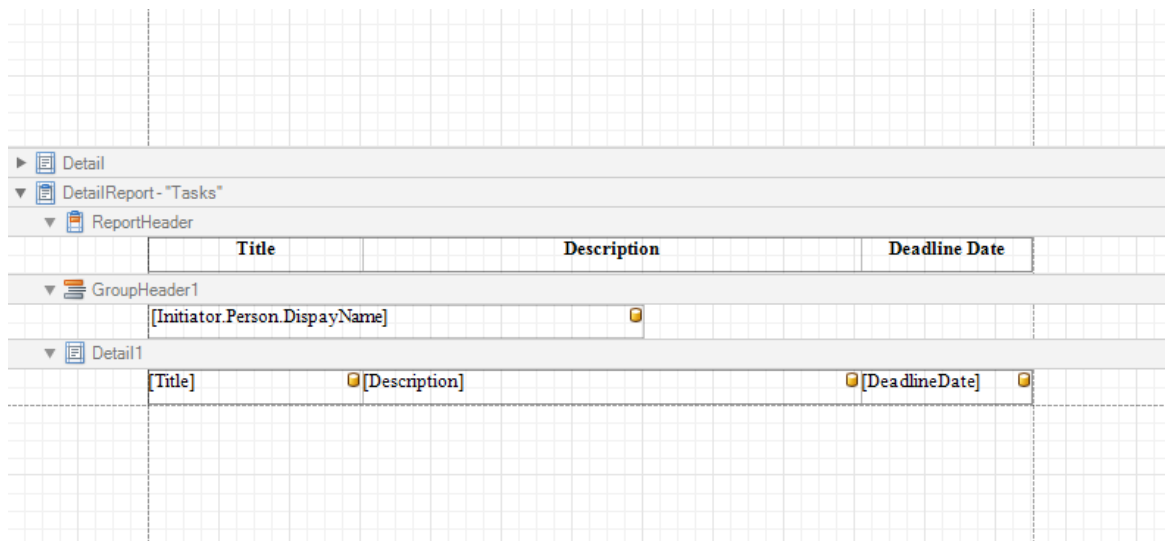 Detail
DetailReport - "Tasks"
ReportHeader
Title Description Deadline Date
GroupHeader1
[Initiator.Person.DispayName]
Detail1
[Title] [Description] [DeadlineDate]